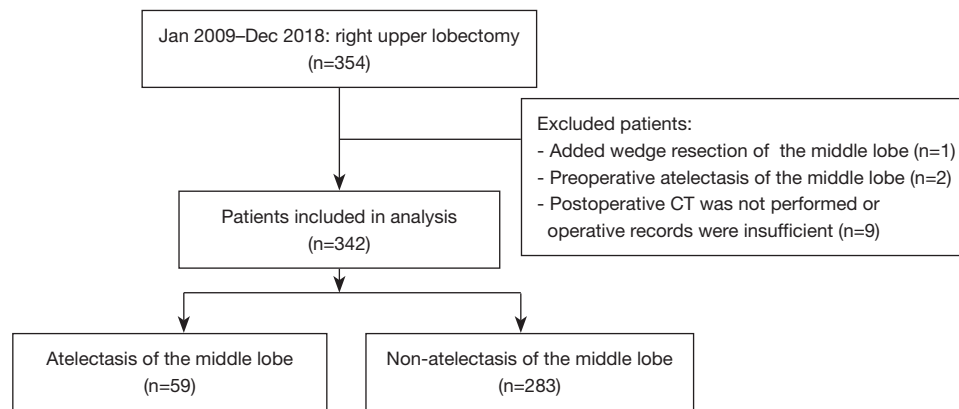 Jan 2009–Dec 2018: right upper lobectomy
(n=354)
Excluded patients:
- Added wedge resection of the middle lobe (n=1)
- Preoperative atelectasis of the middle lobe (n=2)
- Postoperative CT was not performed or
operative records were insufficient (n=9)
Patients included in analysis
(n=342)
Atelectasis of the middle lobe
(n=59)
Non-atelectasis of the middle lobe
(n=283)